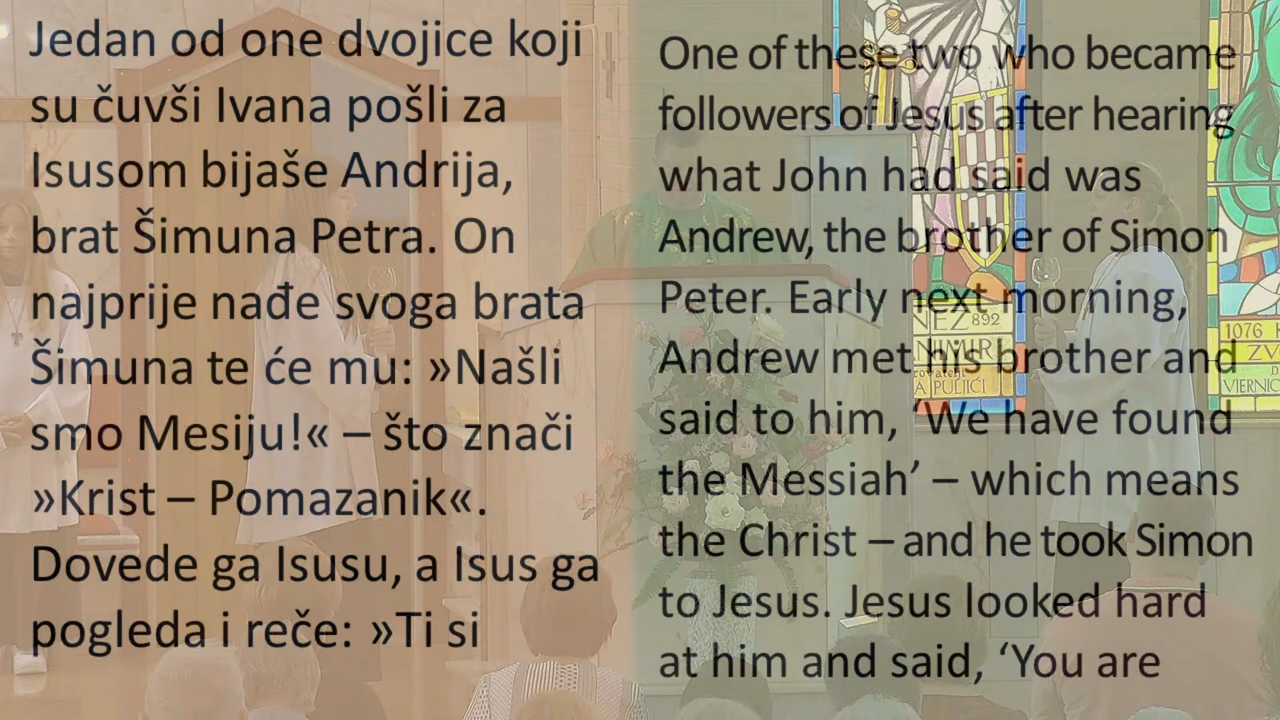 Jedan od one dvojice koji
su čuvši Ivana pošli za
Isusom bijaše Andrija,
brat Šimuna Petra. On
najprije nađe svoga brata
Šimuna te će mu: »Našli
smo Mesiju!« – što znači
»Krist – Pomazanik«.
Dovede ga Isusu, a Isus ga
pogleda i reče: »Ti si
One of these two who became
followers of Jesus after hearing
what John had said was
Andrew, the brother of Simon
Peter. Early next morning,
Andrew met his brother and
said to him, ‘We have found
the Messiah’ – which means
the Christ – and he took Simon
to Jesus. Jesus looked hard
at him and said, ‘You are
892
1076
ZV